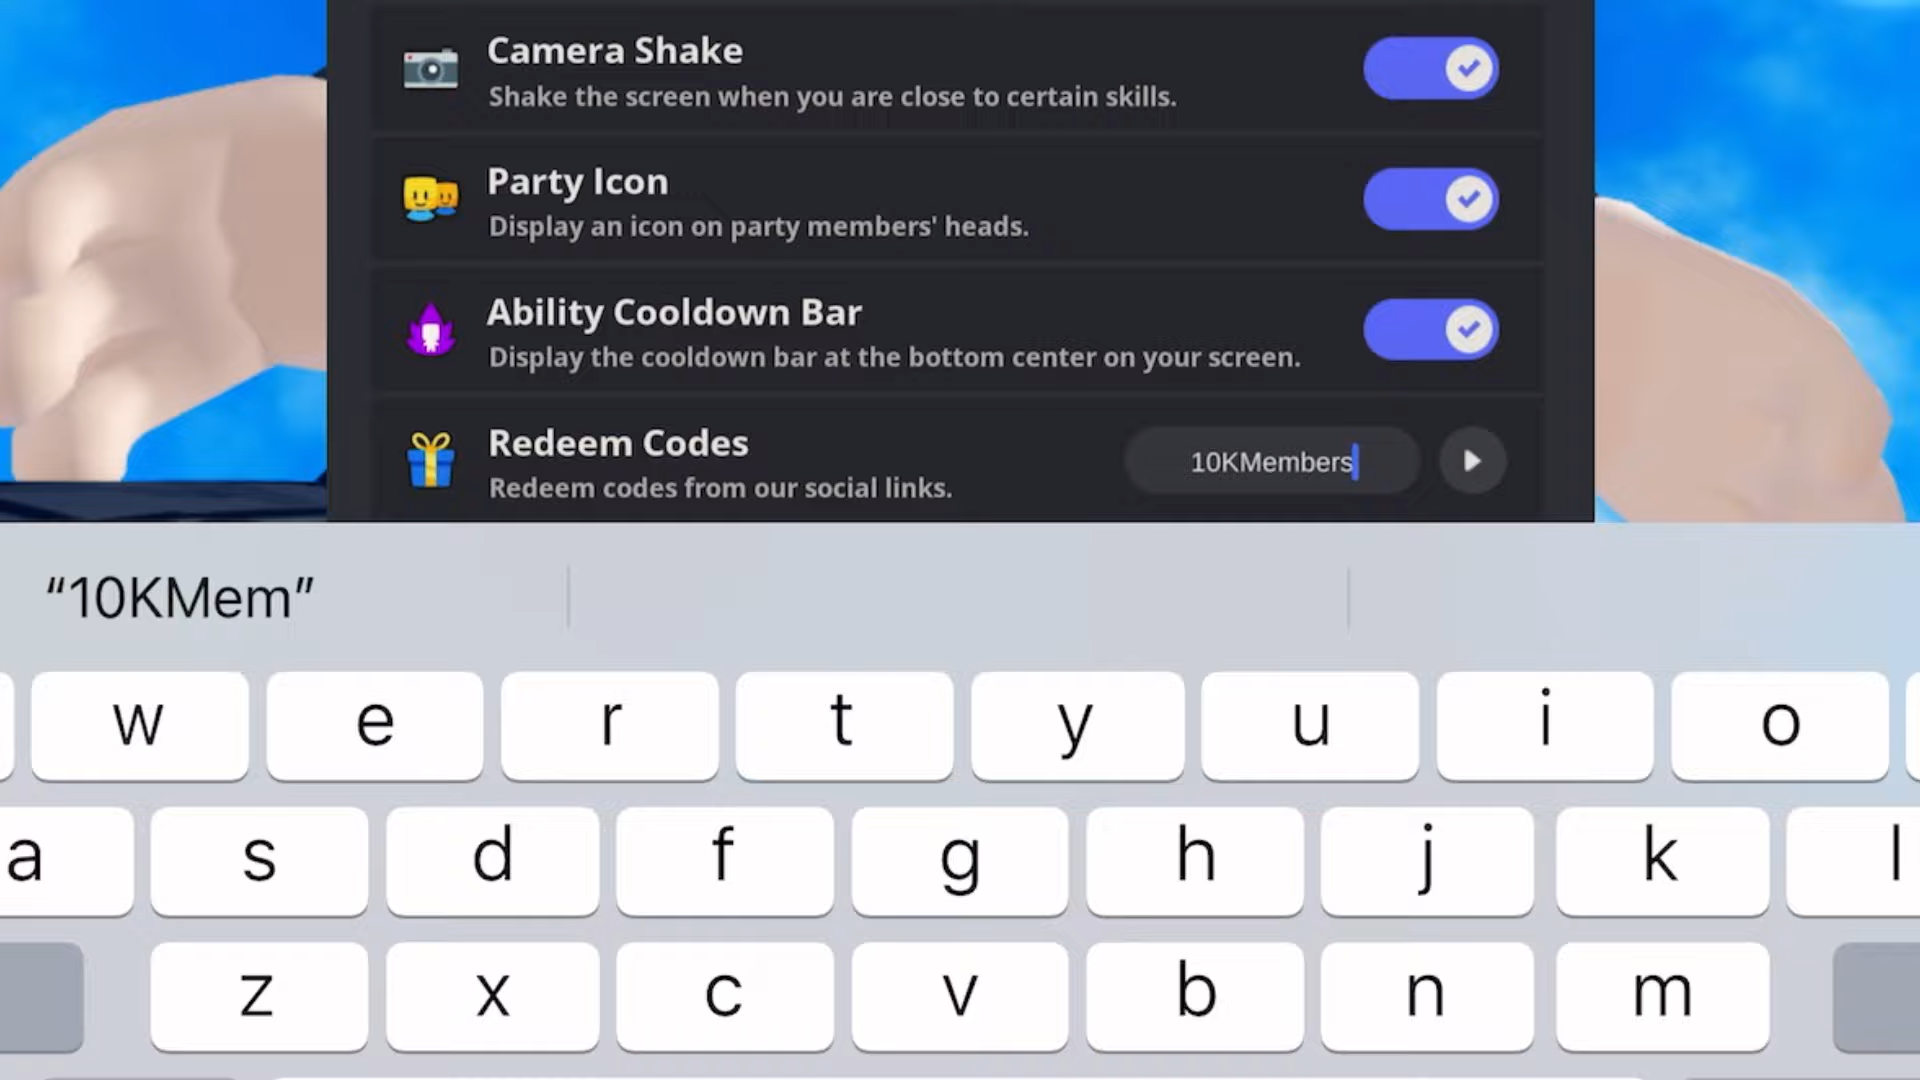 Camera Shake
Shake the screen when you are close to certain skills.
Party Icon
Display an icon on party members' heads.
Ability Cooldown Bar
Display the cooldown bar at the bottom center on your screen.
Redeem Codes
10KMembers
Redeem codes from our social links.
“10KMem”
w e r t y u i o
a s d f g h j k l
z x c v b n m